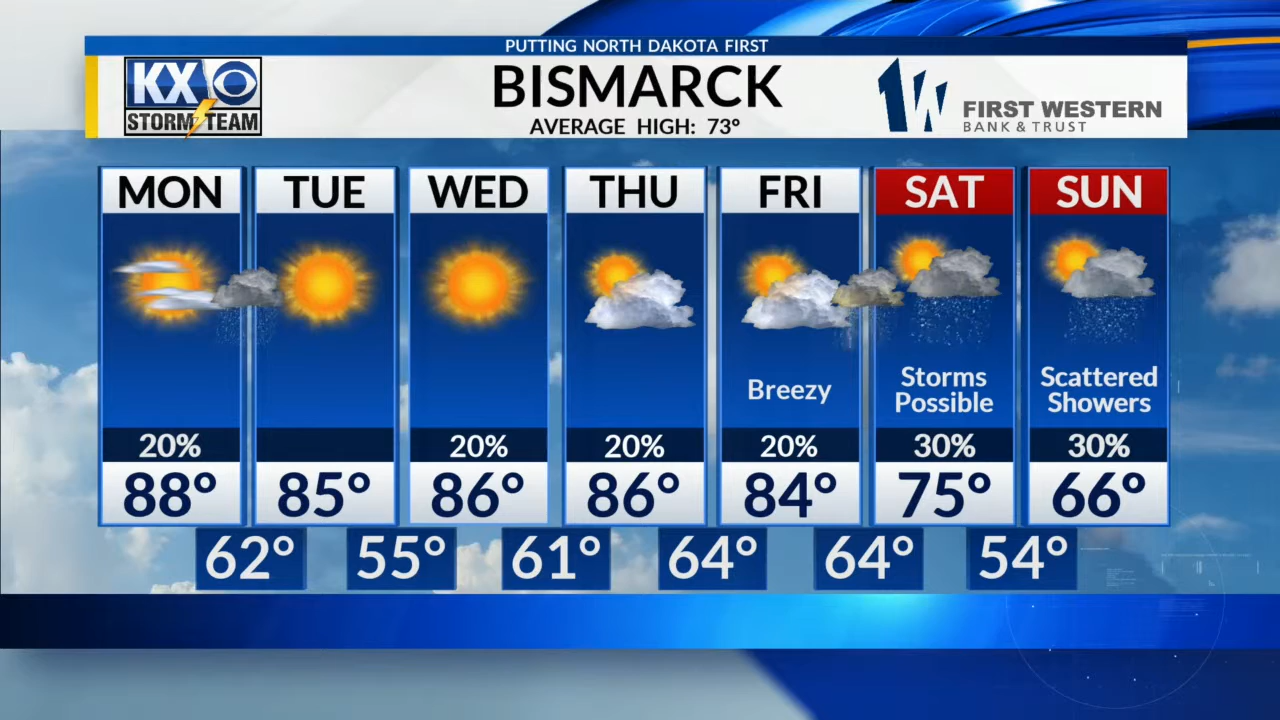 PUTTING NORTH DAKOTA FIRST
KX
STORM TEAM
BISMARCK
AVERAGE HIGH: 73°
1W
FIRST WESTERN
BANK & TRUST
MON TUE WED THU FRI SAT SUN
Breezy
Storms
Possible
Scattered
Showers
20% 20% 20% 20% 30% 30%
88° 85° 86° 86° 84° 75° 66°
62° 55° 61° 64° 64° 54°